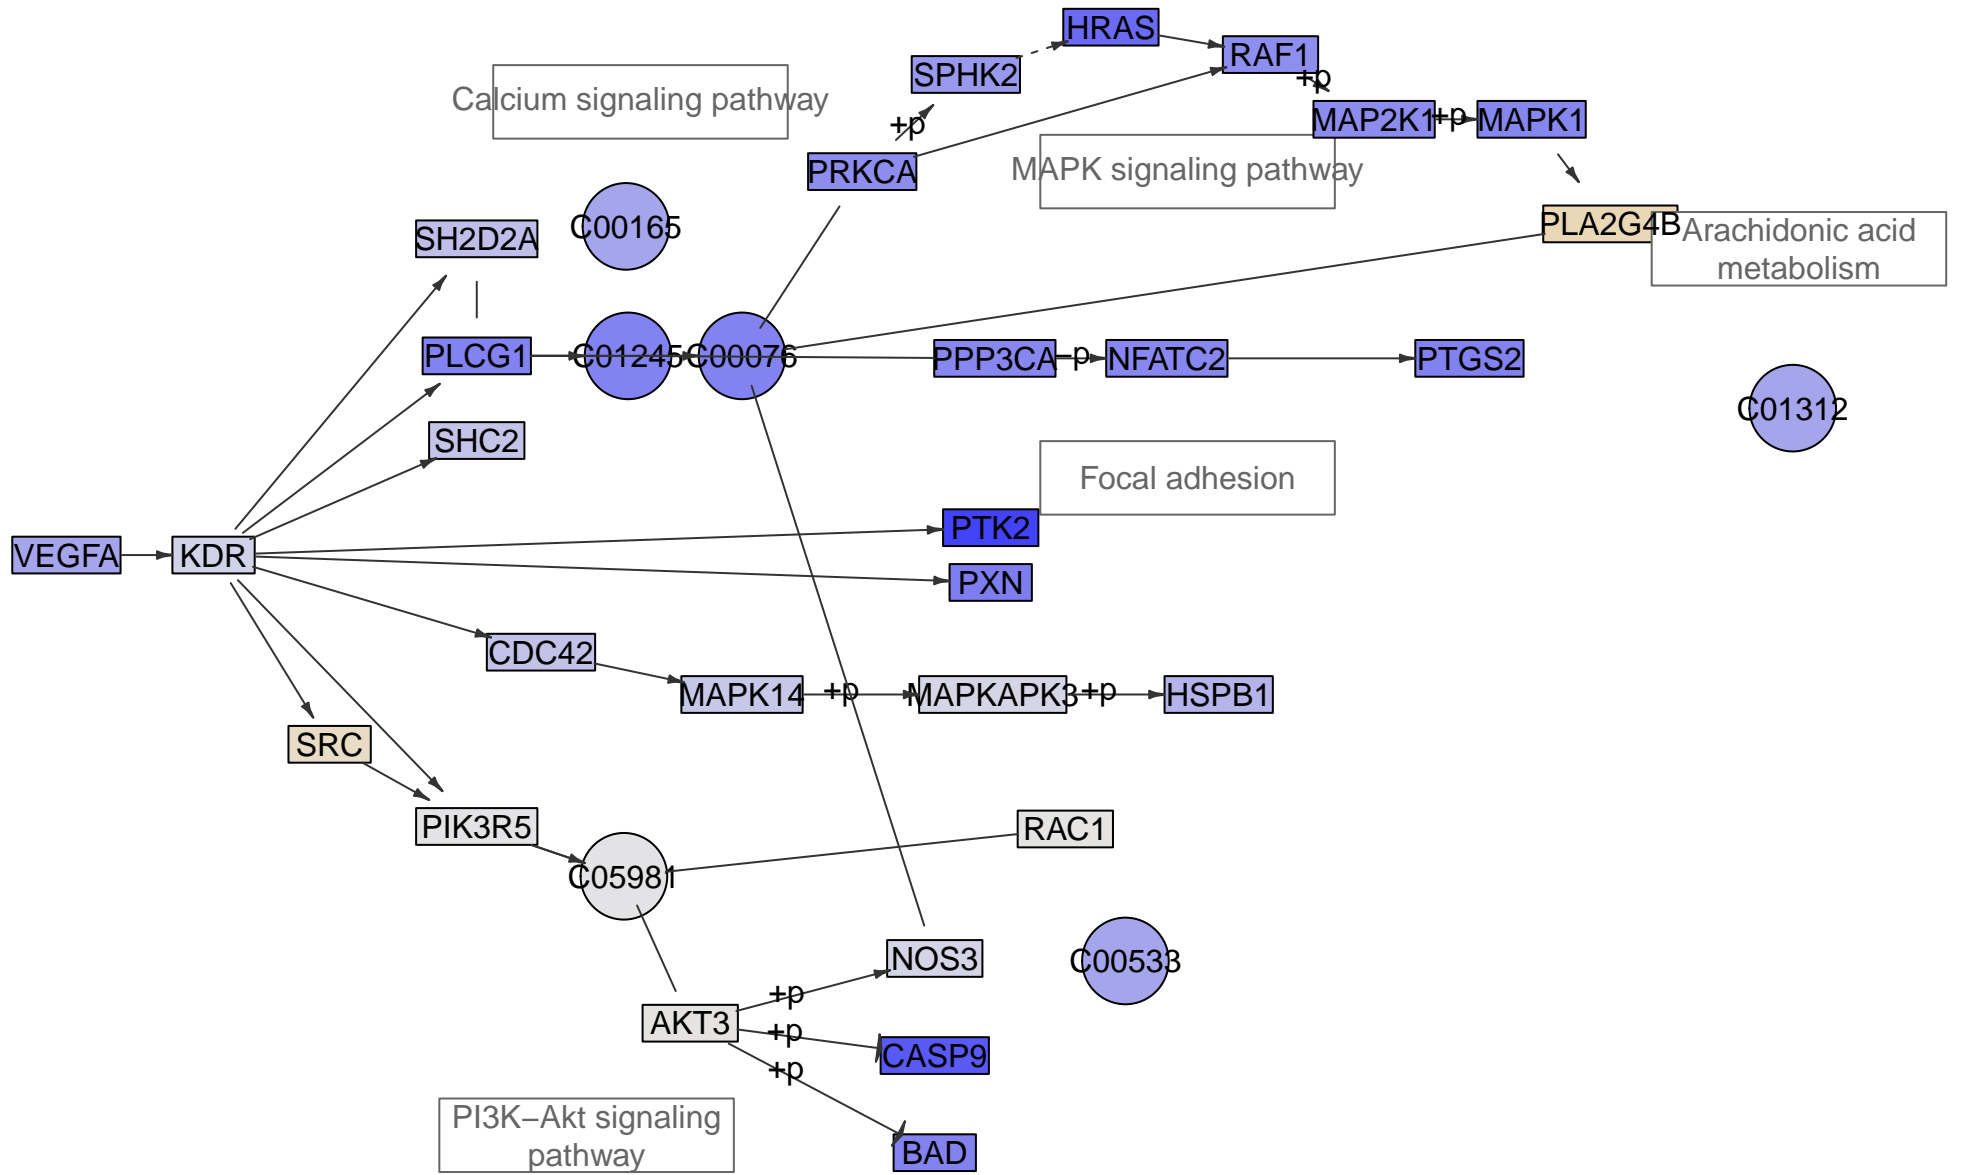 HRAS
RAF1
SPHK2
+p
Calcium signaling pathway
+p
MAP2K1
+p
MAPK1
PRKCA
MAPK signaling pathway
C00165
SH2D2A
PLA2G4B
Arachidonic acid
metabolism
PLCG1
C01245
C00076
PPP3CA
−p
NFATC2
PTGS2
C01312
SHC2
Focal adhesion
PTK2
VEGFA
KDR
PXN
CDC42
MAPK14
+p
MAPKAPK3
+p
HSPB1
SRC
PIK3R5
RAC1
C05981
NOS3
C00533
+p
AKT3
+p
CASP9
+p
PI3K−Akt signaling
pathway
BAD